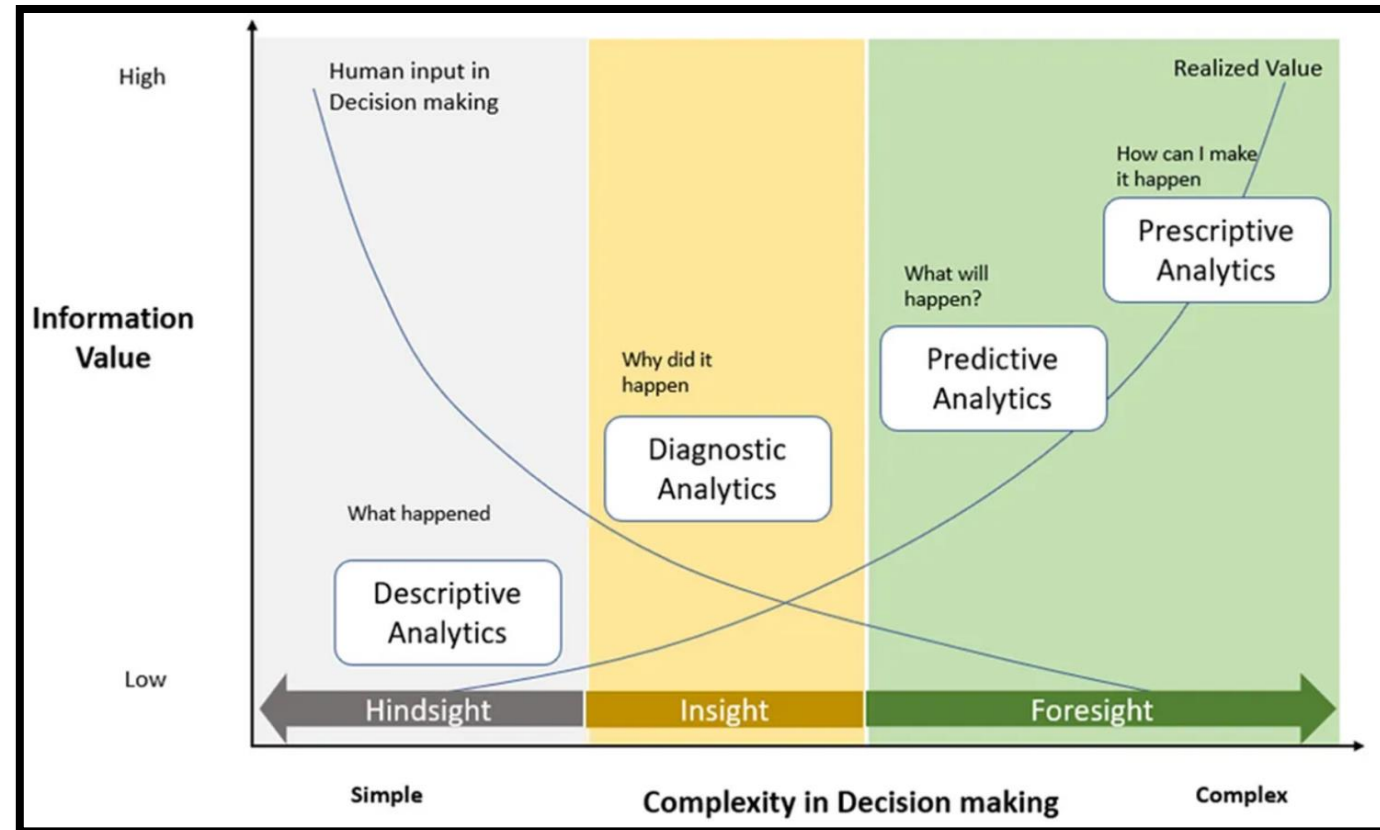 High
Human input in
Decision making
Realized Value
How can I make
it happen
Prescriptive
Analytics
What will
happen?
Information
Value
Predictive
Analytics
Why did it
happen
Diagnostic
Analytics
What happened
Descriptive
Analytics
Low
Hindsight
Insight
Foresight
Simple
Complexity in Decision making
Complex